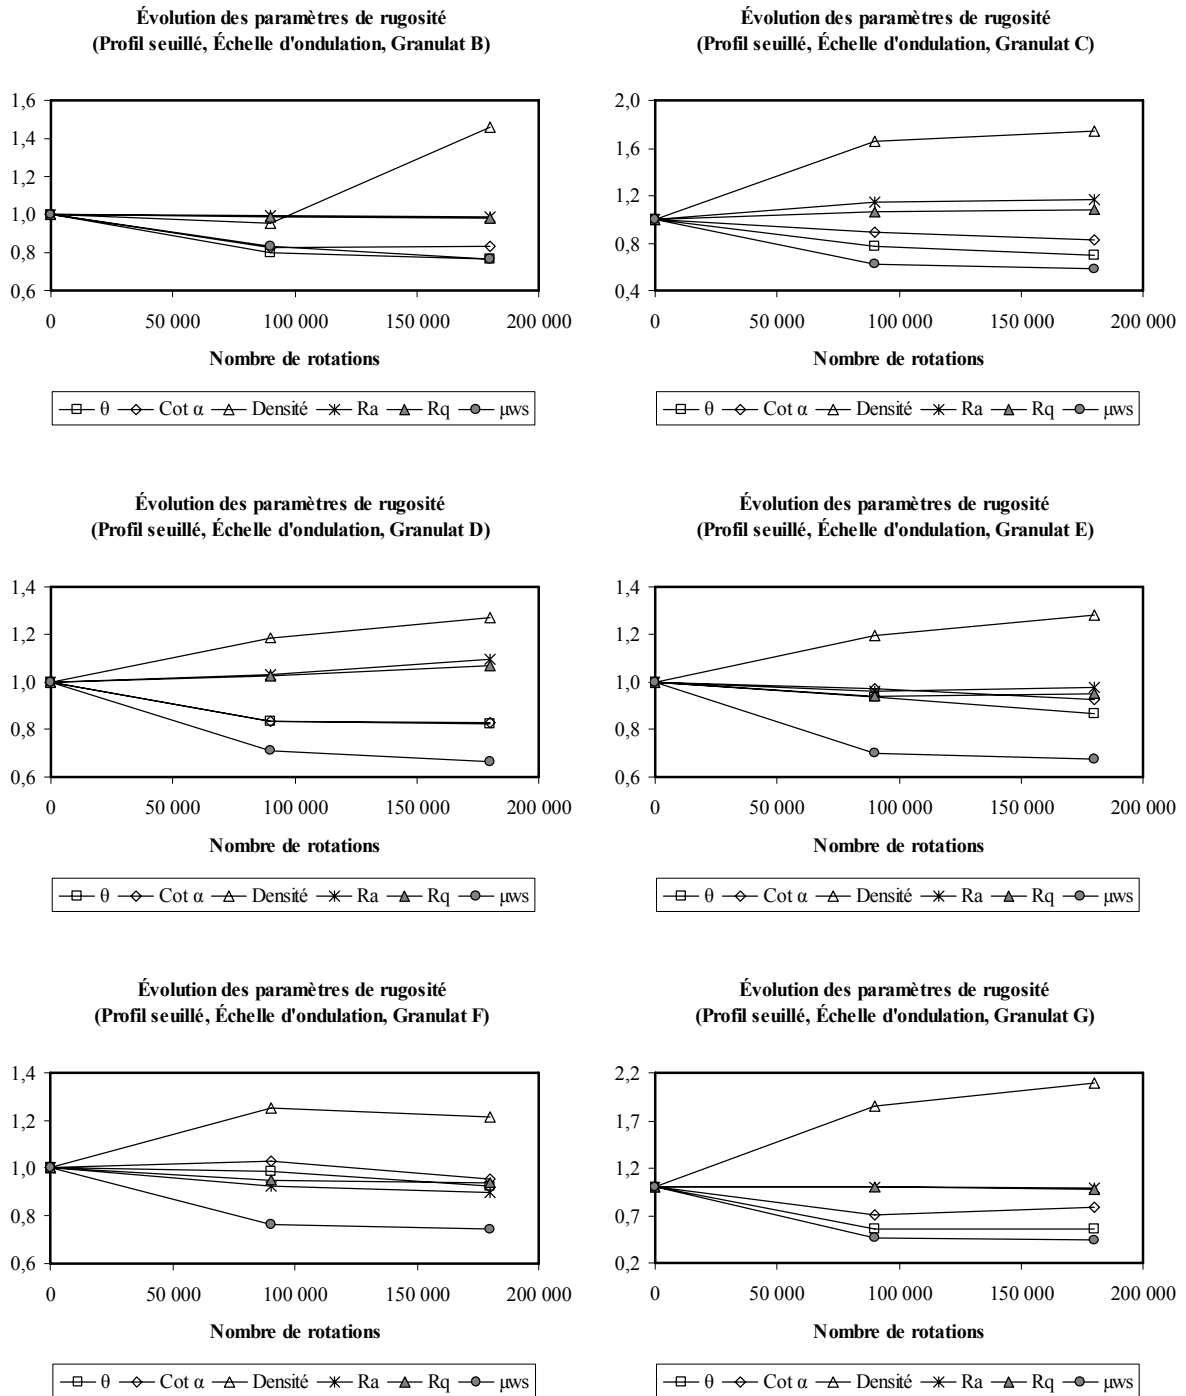 Évolution des paramètres de rugosité
(Profil seuillé, Échelle d'ondulation, Granulat B)
1,6
1,4
1,2
1,0
0,8
0,6
0 50 000 100 000 150 000 200 000
Nombre de rotations
θ Cot α Densité Ra Rq μws
Évolution des paramètres de rugosité
(Profil seuillé, Échelle d'ondulation, Granulat C)
2,0
1,6
1,2
0,8
0,4
0 50 000 100 000 150 000 200 000
Nombre de rotations
θ Cot α Densité Ra Rq μws
Évolution des paramètres de rugosité
(Profil seuillé, Échelle d'ondulation, Granulat D)
1,4
1,2
1,0
0,8
0,6
0 50 000 100 000 150 000 200 000
Nombre de rotations
θ Cot α Densité Ra Rq μws
Évolution des paramètres de rugosité
(Profil seuillé, Échelle d'ondulation, Granulat E)
1,4
1,2
1,0
0,8
0,6
0 50 000 100 000 150 000 200 000
Nombre de rotations
θ Cot α Densité Ra Rq μws
Évolution des paramètres de rugosité
(Profil seuillé, Échelle d'ondulation, Granulat F)
1,4
1,2
1,0
0,8
0,6
0 50 000 100 000 150 000 200 000
Nombre de rotations
θ Cot α Densité Ra Rq μws
Évolution des paramètres de rugosité
(Profil seuillé, Échelle d'ondulation, Granulat G)
2,2
1,7
1,2
0,7
0,2
0 50 000 100 000 150 000 200 000
Nombre de rotations
θ Cot α Densité Ra Rq μws